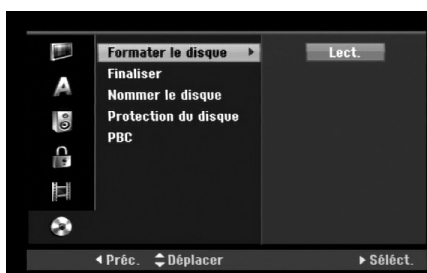 Formater le disque
Lect.
Finaliser
Nommer le disque
Protection du disque
PBC
Préc. Déplacer Séléct.